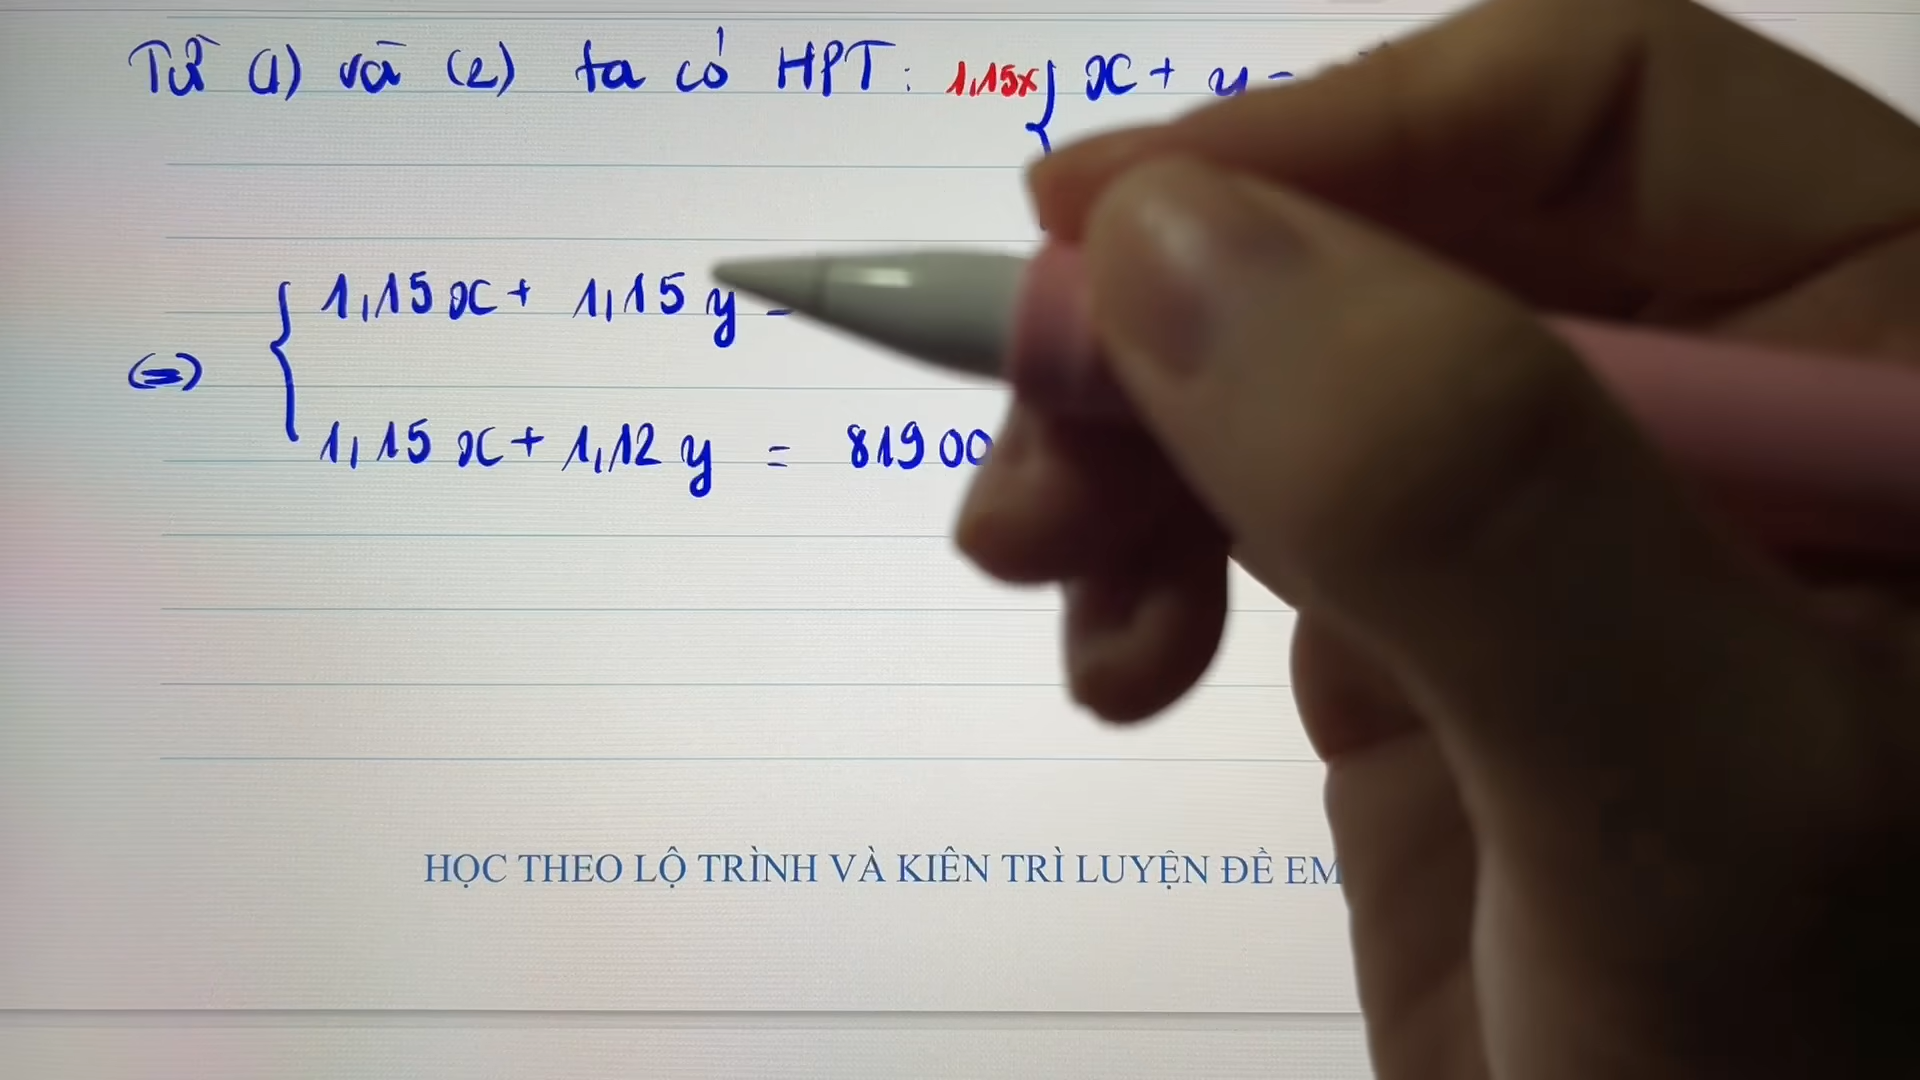 Từ (1) và (2) ta có HPT: 1,15x { x + y =
{ 1,15x + 1,15y =
(=)
1,15x + 1,12y = 81900
HỌC THEO LỘ TRÌNH VÀ KIÊN TRÌ LUYỆN ĐỀ EM